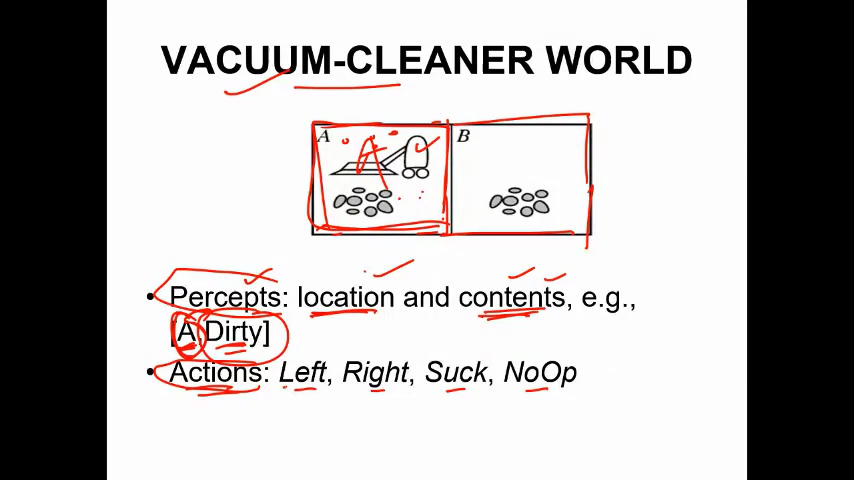 VACUUM-CLEANER WORLD
A B
A
• Percepts: location and contents, e.g.,
[A,Dirty]
• Actions: Left, Right, Suck, NoOp